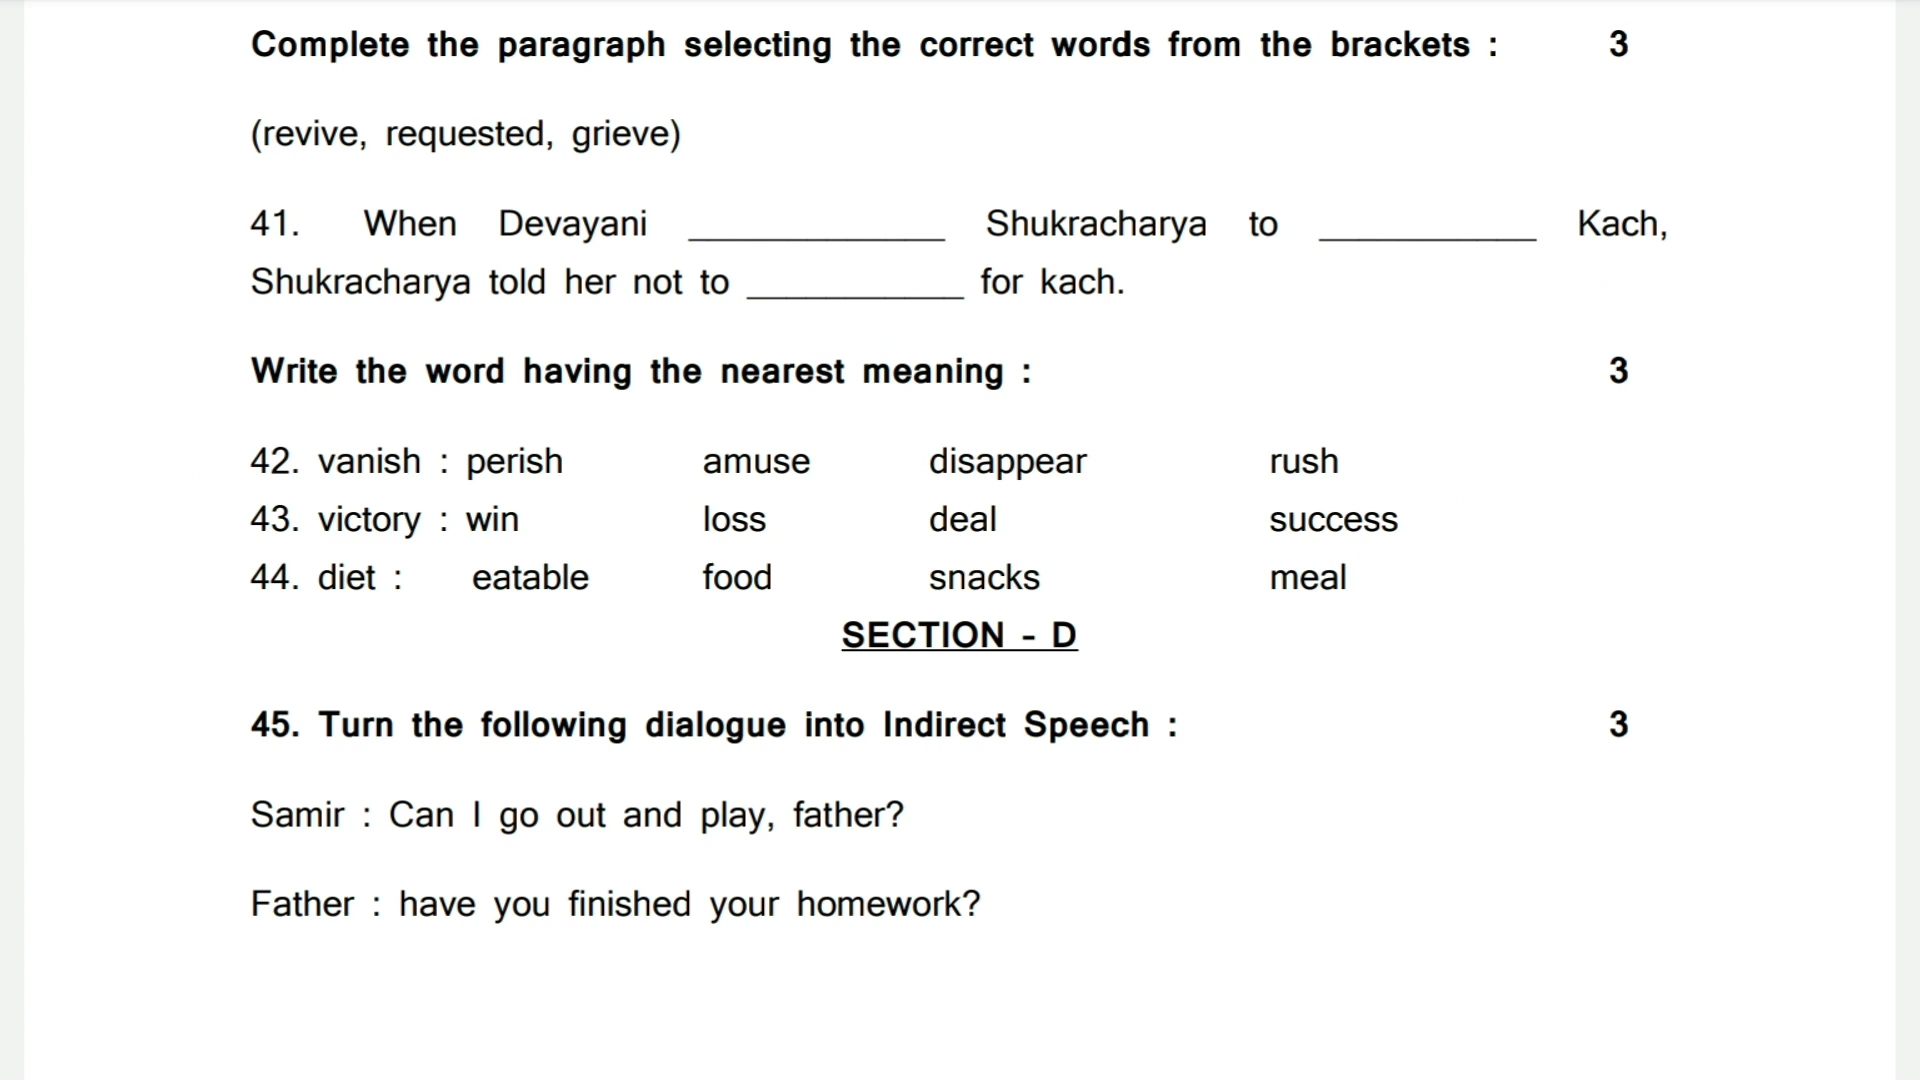 Complete the paragraph selecting the correct words from the brackets : 3
(revive, requested, grieve)
41. When Devayani _____________ Shukracharya to ___________ Kach,
Shukracharya told her not to ___________ for kach.
Write the word having the nearest meaning : 3
42. vanish : perish amuse disappear rush
43. victory : win loss deal success
44. diet : eatable food snacks meal
SECTION - D
45. Turn the following dialogue into Indirect Speech : 3
Samir : Can I go out and play, father?
Father : have you finished your homework?